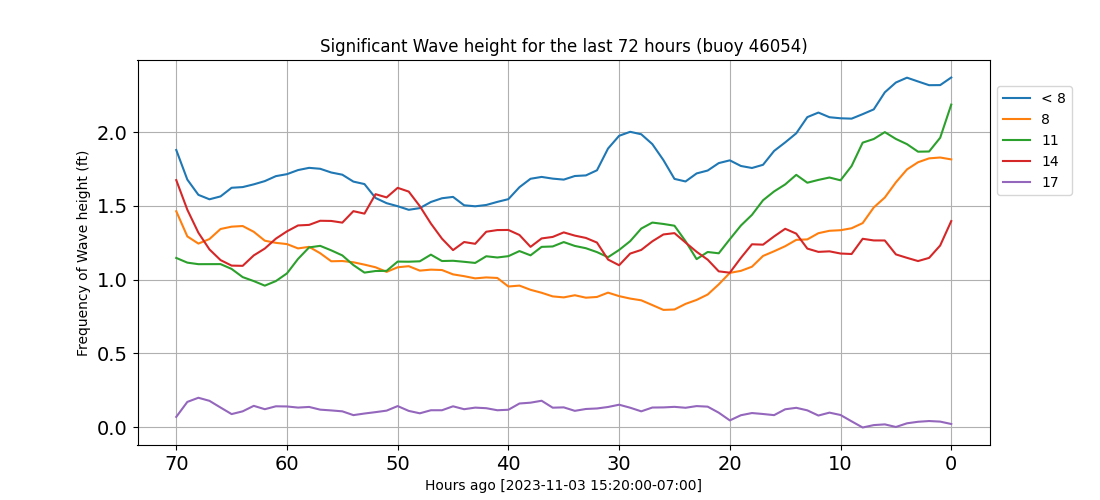 Significant Wave height for the last 72 hours (buoy 46054)
Frequency of Wave height (ft)
2.0
1.5
1.0
0.5
0.0
70 60 50 40 30 20 10 0
Hours ago [2023-11-03 15:20:00-07:00]
< 8
8
11
14
17